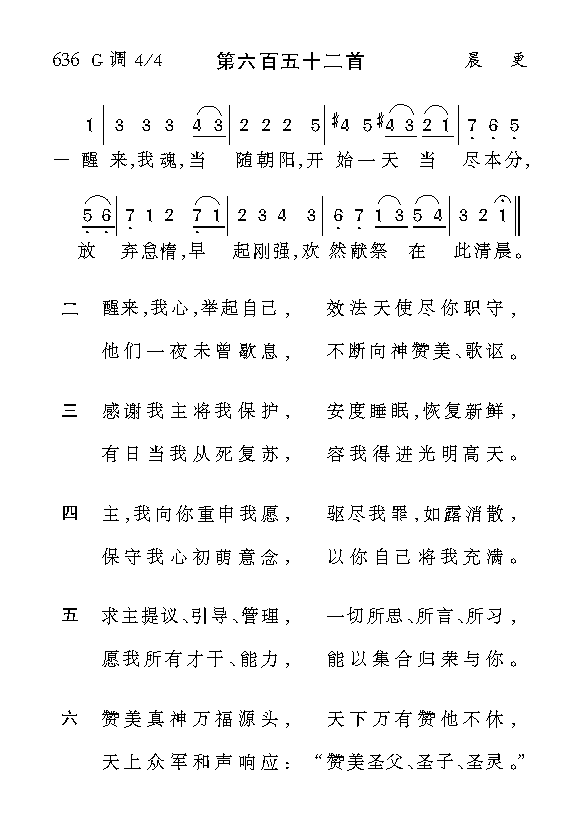 636 G 调 4/4 第六百五十二首 晨 更
1 | 3 3 3 4 3 | 2 2 2 5 | #4 5 #4 3 2 1 | 7 6 5
一 醒 来,我 魂,当 随 朝 阳,开 始 一 天 当 尽 本 分,
5 6 | 7 1 2 7 1 | 2 3 4 3 | 6 7 1 3 5 4 | 3 2 1 ‖
放 弃 怠 惰,早 起 刚 强,欢 然 献 祭 在 此 清 晨。
二 醒来,我心,举起自己, 效法天使尽你职守,
他们一夜未曾歇息, 不断向神赞美、歌讴。
三 感谢我主将我保护, 安度睡眠,恢复新鲜,
有日当我从死复苏, 容我得进光明高天。
四 主,我向你重申我愿, 驱尽我罪,如露消散,
保守我心初萌意念, 以你自己将我充满。
五 求主提议、引导、管理, 一切所思、所言、所习,
愿我所有才干、能力, 能以集合归荣与你。
六 赞美真神万福源头, 天下万有赞他不休,
天上众军和声响应: “赞美圣父、圣子、圣灵。”